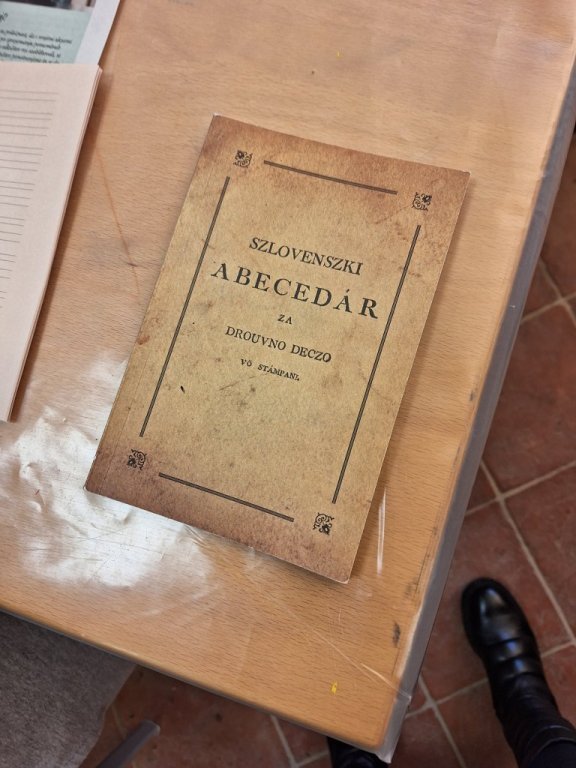 SZLOVENSZKI
ABECEDÁR
ZA
DROUVNO DECZO
VÖ STÁMPANI.